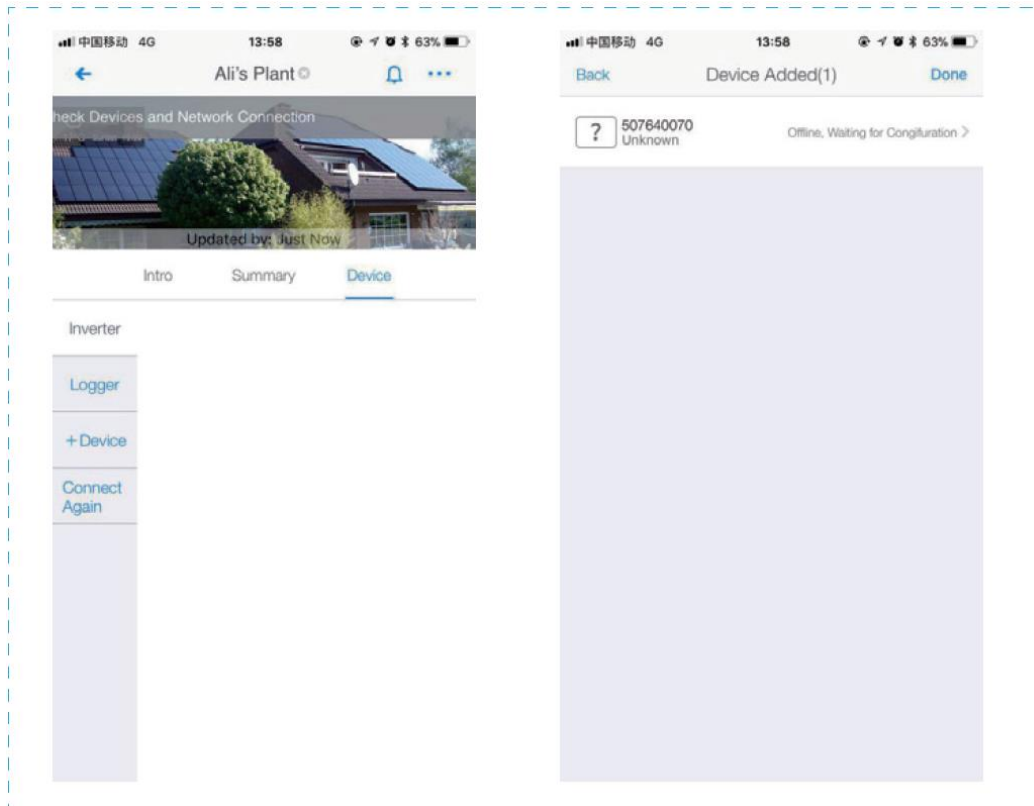 中国移动 4G 13:58 63%
Ali's Plant
heck Devices and Network Connection
Updated by: Just Now
Intro Summary Device
Inverter
Logger
+ Device
Connect
Again
中国移动 4G 13:58 63%
Back Device Added(1) Done
?
507640070
Unknown
Offline, Waiting for Congifuration >